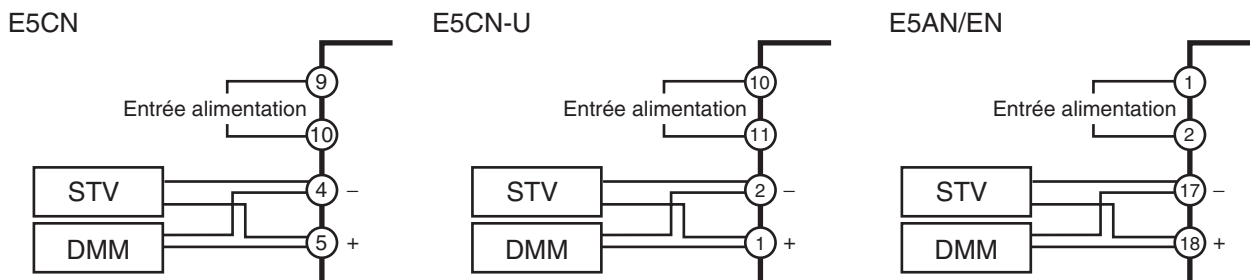 E5CN
9
Entrée alimentation
10
STV
4 −
DMM
5 +
E5CN-U
10
Entrée alimentation
11
STV
2 −
DMM
1 +
E5AN/EN
1
Entrée alimentation
2
STV
17 −
DMM
18 +